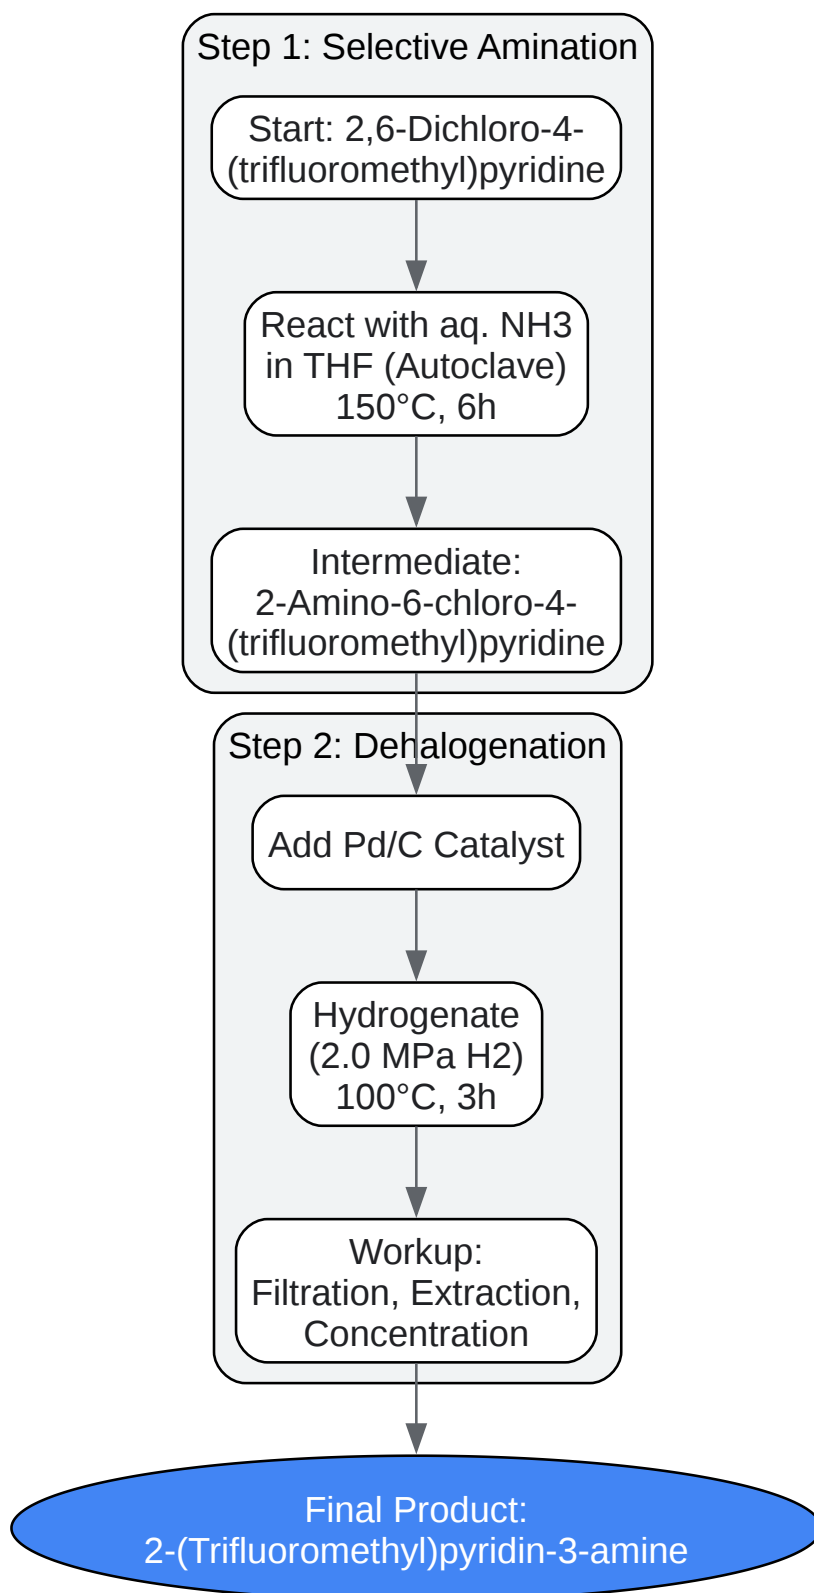 Step 1: Selective Amination
Start: 2,6-Dichloro-4-
(trifluoromethyl)pyridine
React with aq. NH3
in THF (Autoclave)
150°C, 6h
Intermediate:
2-Amino-6-chloro-4-
(trifluoromethyl)pyridine
Step 2: Dehalogenation
Add Pd/C Catalyst
Hydrogenate
(2.0 MPa H2)
100°C, 3h
Workup:
Filtration, Extraction,
Concentration
Final Product:
2-(Trifluoromethyl)pyridin-3-amine